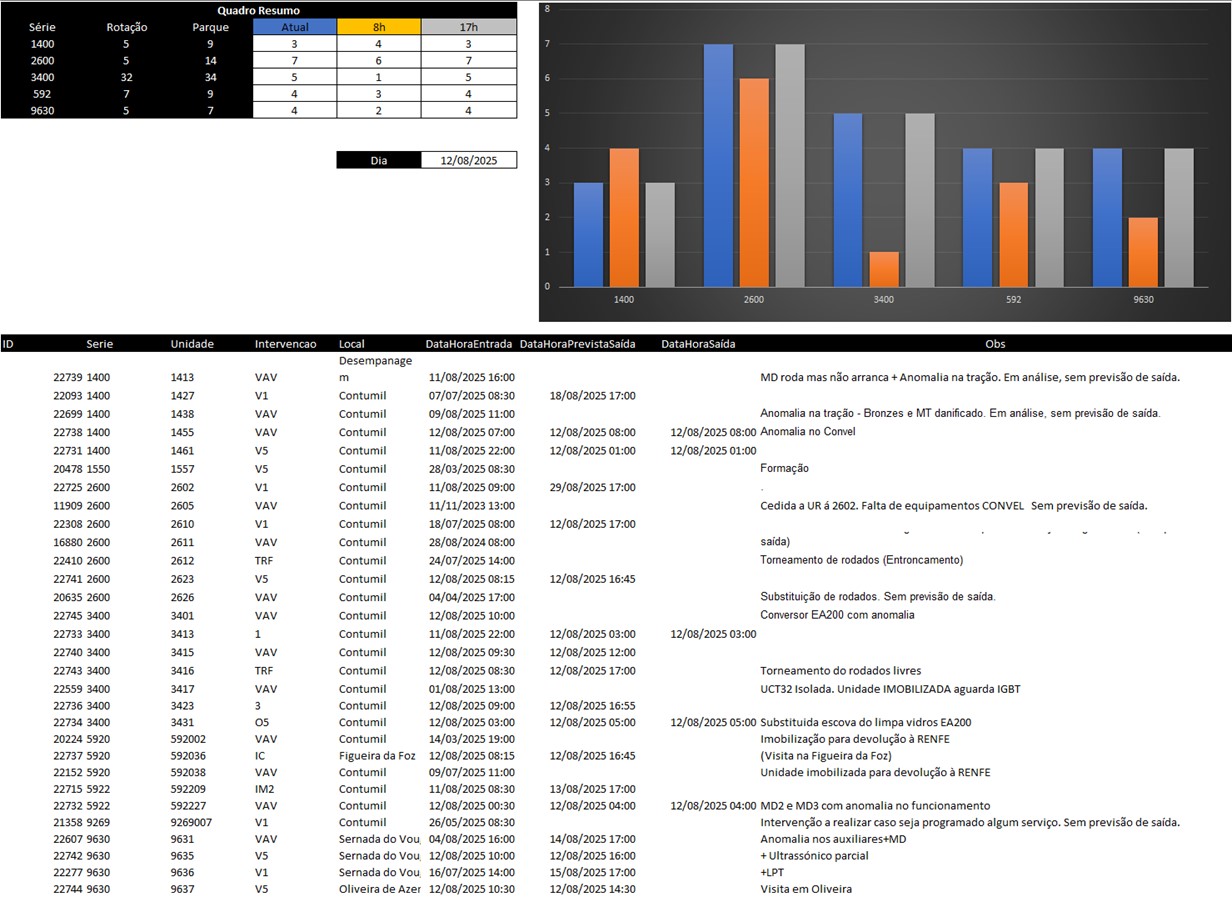 Quadro Resumo
Série Rotação Parque Atual 8h 17h
1400 5 9 3 4 3
2600 5 14 7 6 7
3400 32 34 5 1 5
592 7 9 4 3 4
9630 5 7 4 2 4
Dia 12/08/2025
8
7
6
5
4
3
2
1
0
1400 2600 3400 592 9630
ID Serie Unidade Intervencao Local DataHoraEntrada DataHoraPrevistaSaída DataHoraSaída Obs
Desempanage
22739 1400 1413 VAV m 11/08/2025 16:00 MD roda mas não arranca + Anomalia na tração. Em análise, sem previsão de saída.
22093 1400 1427 V1 Contumil 07/07/2025 08:30 18/08/2025 17:00
22699 1400 1438 VAV Contumil 09/08/2025 11:00 Anomalia na tração - Bronzes e MT danificado. Em análise, sem previsão de saída.
22738 1400 1455 VAV Contumil 12/08/2025 07:00 12/08/2025 08:00 12/08/2025 08:00 Anomalia no Convel
22731 1400 1461 V5 Contumil 11/08/2025 22:00 12/08/2025 01:00 12/08/2025 01:00
20478 1550 1557 V5 Contumil 28/03/2025 08:30 Formação
22725 2600 2602 V1 Contumil 11/08/2025 09:00 29/08/2025 17:00 .
11909 2600 2605 VAV Contumil 11/11/2023 13:00 Cedida a UR á 2602. Falta de equipamentos CONVEL Sem previsão de saída.
22308 2600 2610 V1 Contumil 18/07/2025 08:00 12/08/2025 17:00
16880 2600 2611 VAV Contumil 28/08/2024 08:00 saída)
22410 2600 2612 TRF Contumil 24/07/2025 14:00 Torneamento de rodados (Entroncamento)
22741 2600 2623 V5 Contumil 12/08/2025 08:15 12/08/2025 16:45
20635 2600 2626 VAV Contumil 04/04/2025 17:00 Substituição de rodados. Sem previsão de saída.
22745 3400 3401 VAV Contumil 12/08/2025 10:00 Conversor EA200 com anomalia
22733 3400 3413 1 Contumil 11/08/2025 22:00 12/08/2025 03:00 12/08/2025 03:00
22740 3400 3415 VAV Contumil 12/08/2025 09:30 12/08/2025 12:00
22743 3400 3416 TRF Contumil 12/08/2025 08:30 12/08/2025 17:00 Torneamento do rodados livres
22559 3400 3417 VAV Contumil 01/08/2025 13:00 UCT32 Isolada. Unidade IMOBILIZADA aguarda IGBT
22736 3400 3423 3 Contumil 12/08/2025 09:00 12/08/2025 16:55
22734 3400 3431 O5 Contumil 12/08/2025 03:00 12/08/2025 05:00 12/08/2025 05:00 Substituida escova do limpa vidros EA200
20224 5920 592002 VAV Contumil 14/03/2025 19:00 Imobilização para devolução à RENFE
22737 5920 592036 IC Figueira da Foz 12/08/2025 08:15 12/08/2025 16:45 (Visita na Figueira da Foz)
22152 5920 592038 VAV Contumil 09/07/2025 11:00 Unidade imobilizada para devolução à RENFE
22715 5922 592209 IM2 Contumil 11/08/2025 08:30 13/08/2025 17:00
22732 5922 592227 VAV Contumil 12/08/2025 00:30 12/08/2025 04:00 12/08/2025 04:00 MD2 e MD3 com anomalia no funcionamento
21358 9269 9269007 V1 Contumil 26/05/2025 08:30 Intervenção a realizar caso seja programado algum serviço. Sem previsão de saída.
22607 9630 9631 VAV Sernada do Vou 04/08/2025 16:00 14/08/2025 17:00 Anomalia nos auxiliares+MD
22742 9630 9635 V5 Sernada do Vou 12/08/2025 10:00 12/08/2025 16:00 + Ultrassónico parcial
22277 9630 9636 V1 Sernada do Vou 16/07/2025 14:00 15/08/2025 17:00 +LPT
22744 9630 9637 V5 Oliveira de Azer 12/08/2025 10:30 12/08/2025 14:30 Visita em Oliveira